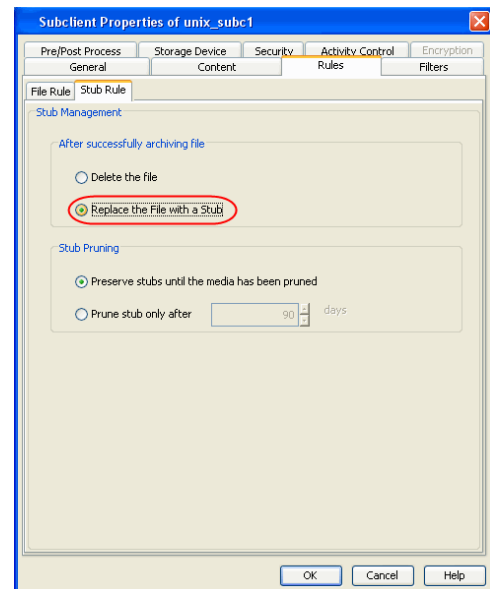 Subclient Properties of unix_subc1
Pre/Post Process Storage Device Security Activity Control Encryption
General Content Rules Filters
File Rule Stub Rule
Stub Management
After successfully archiving file
Delete the file
Replace the File with a Stub
Stub Pruning
Preserve stubs until the media has been pruned
Prune stub only after 90 days
OK Cancel Help